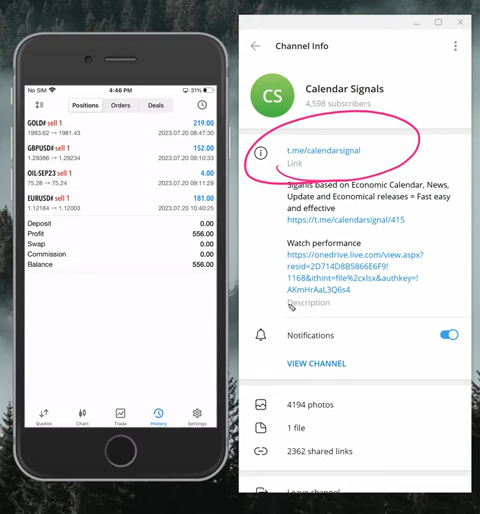 No SIM
4:46 PM
31%
Positions
Orders
Deals
GOLD# sell 1
219.00
1983.62 → 1981.43
2023.07.20 08:47:30
GBPUSD# sell 1
152.00
1.29386 → 1.29234
2023.07.20 09:10:33
OIL-SEP23 sell 1
4.00
75.28 → 75.24
2023.07.20 09:11:29
EURUSD# sell 1
181.00
1.12184 → 1.12003
2023.07.20 10:40:25
Deposit
0.00
Profit
556.00
Swap
0.00
Commission
0.00
Balance
556.00
Quotes
Chart
Trade
History
Settings
Channel Info
CS
Calendar Signals
4,598 subscribers
t.me/calendarsignal
Link
Siganls based on Economic Calendar, News,
Update and Economical releases = Fast easy
and effective
https://t.me/calendarsignal/415
Watch performance
https://onedrive.live.com/view.aspx?
resid=2D714D8B5866E6F9!
1168&ithint=file%2cxlsx&authkey=!
AKmHrAaL3Q6s4
Description
Notifications
VIEW CHANNEL
4194 photos
1 file
2362 shared links
Leave channel